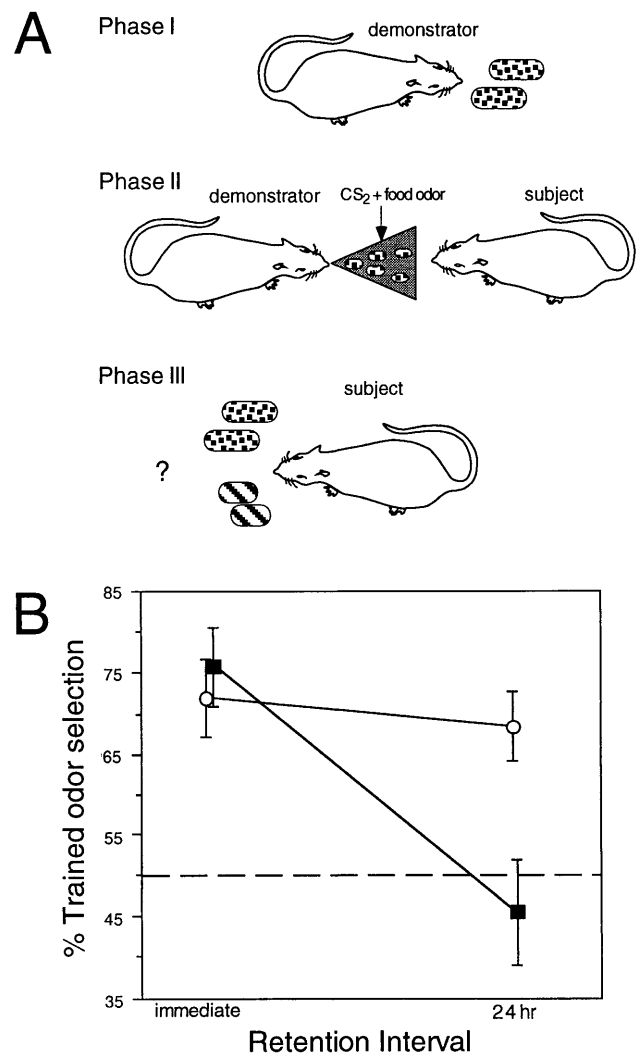 A
Phase I
demonstrator
Phase II
demonstrator
CS₂ + food odor
subject
Phase III
subject
?
B
85
75
65
55
45
35
% Trained odor selection
immediate
24 hr
Retention Interval